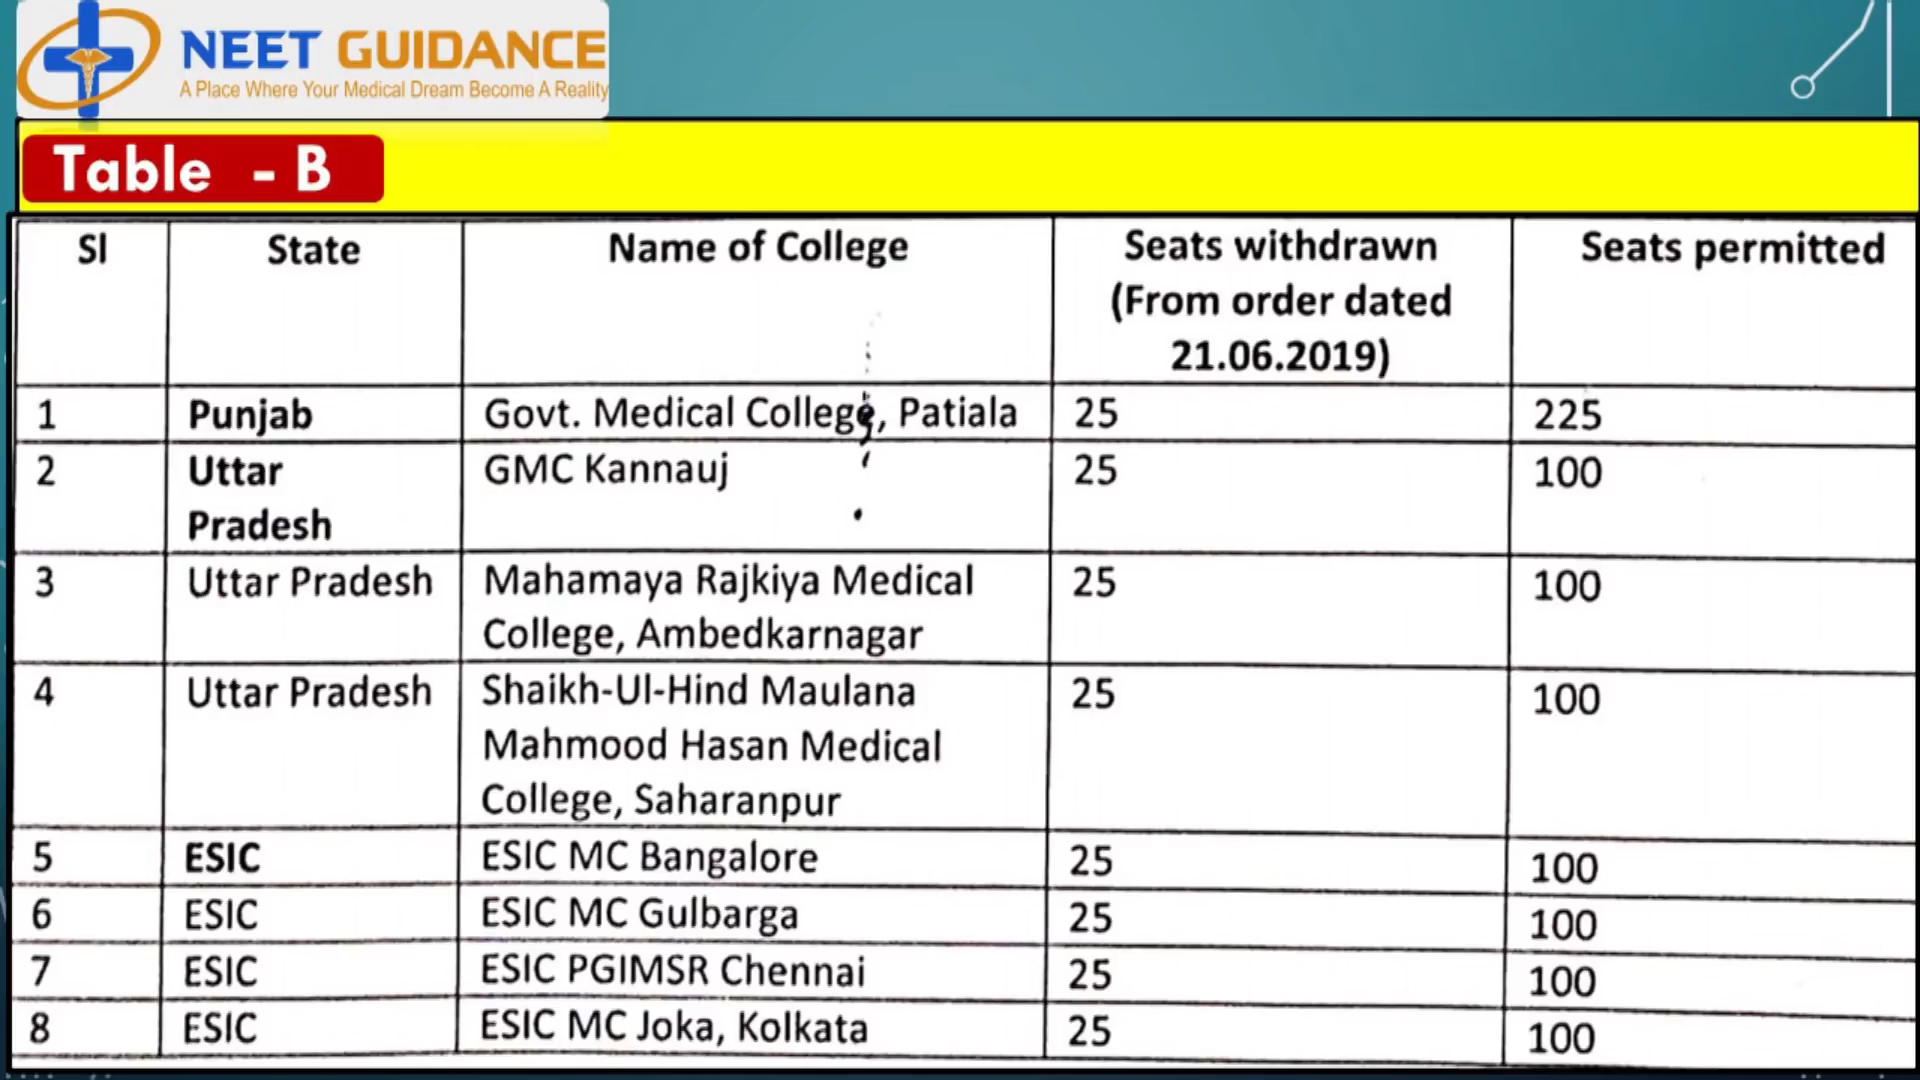 NEET GUIDANCE
A Place Where Your Medical Dream Become A Reality
Table - B
Sl State Name of College Seats withdrawn (From order dated 21.06.2019) Seats permitted
1 Punjab Govt. Medical College, Patiala 25 225
2 Uttar Pradesh GMC Kannauj 25 100
3 Uttar Pradesh Mahamaya Rajkiya Medical College, Ambedkarnagar 25 100
4 Uttar Pradesh Shaikh-Ul-Hind Maulana Mahmood Hasan Medical College, Saharanpur 25 100
5 ESIC ESIC MC Bangalore 25 100
6 ESIC ESIC MC Gulbarga 25 100
7 ESIC ESIC PGIMSR Chennai 25 100
8 ESIC ESIC MC Joka, Kolkata 25 100